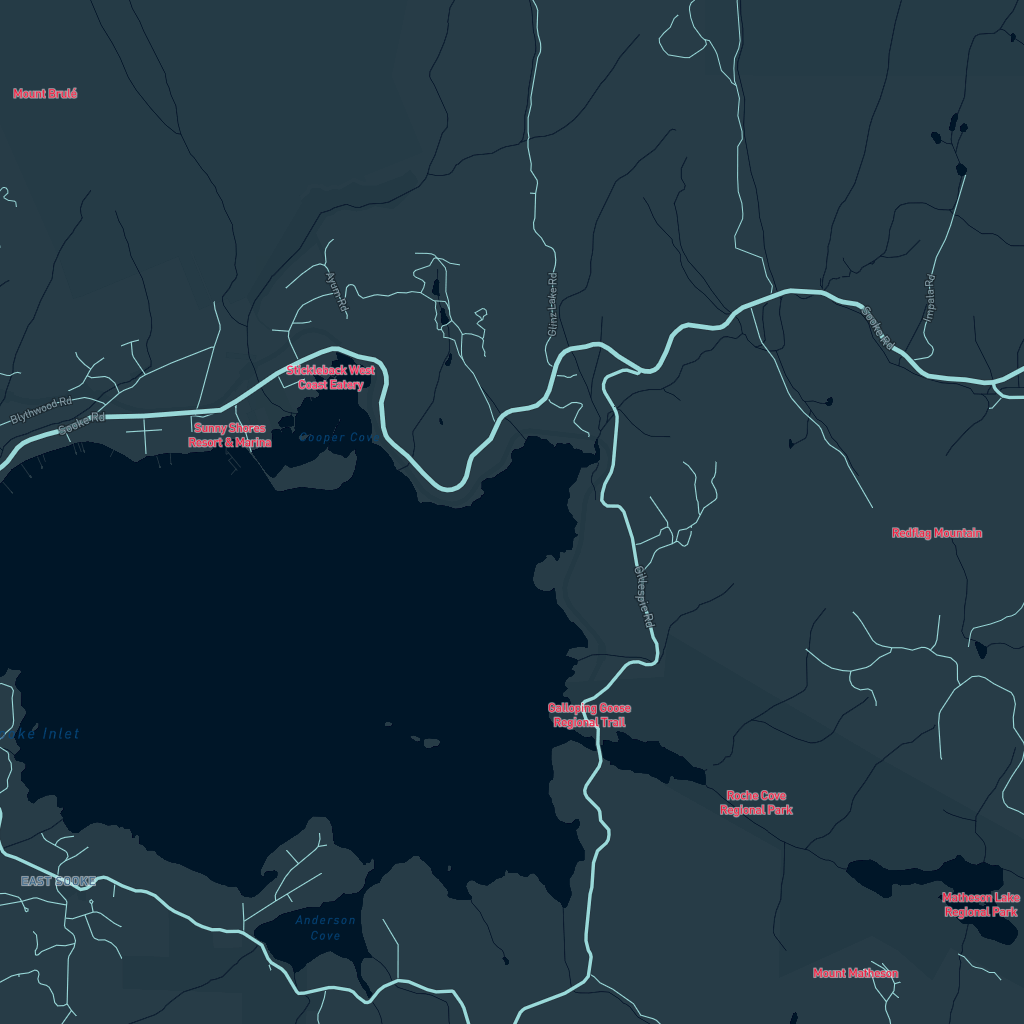 Mount Brulé
Ayum Rd
Glinz Lake Rd
Impala Rd
Sooke Rd
Stickleback West
Coast Eatery
Blythwood Rd
Sooke Rd
Sunny Shores
Resort & Marina
Cooper Cove
Redflag Mountain
Gillespie Rd
Galloping Goose
Regional Trail
Inlet
Roche Cove
Regional Park
EAST SOOKE
Matheson Lake
Regional Park
Anderson
Cove
Mount Matheson